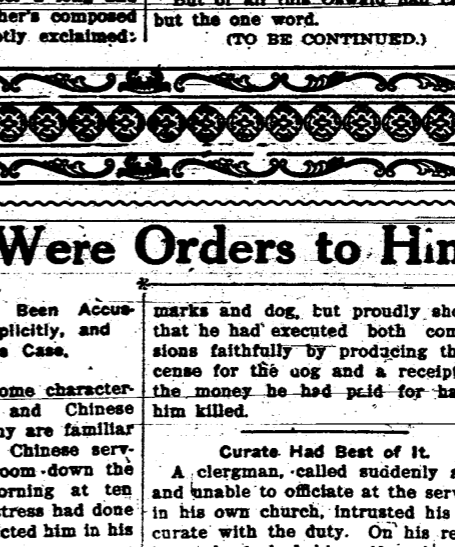 her's composed
tly exclaimed:
but the one word.
(TO BE CONTINUED.)
Were Orders to Him
Been Accus-
plicitly, and
s Case.
ome character-
and Chinese
ny are familiar
Chinese serv-
oom down the
orning at ten
stress had done
cted him in his
marks and dog, but proudly sho
that he had executed both com
sions faithfully by producing th
cense for the dog and a receipt
the money he had paid for ha
him killed.
Curate Had Best of It.
A clergman, called suddenly a
and unable to officiate at the serv
in his own church, intrusted his
curate with the duty. On his re